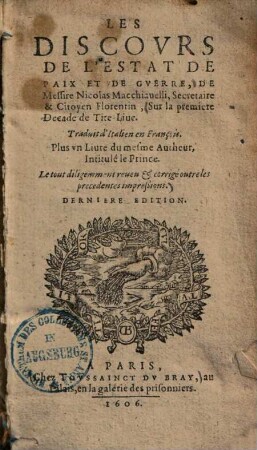 LES
DISCOVRS
DE L'ESTAT DE
PAIX ET DE GVERRE, DE
Messire Nicolas Macchiauelli, Secretaire
& Citoyen Florentin, Sur la premiere
Decade de Tite-Liue.
Traduits d'Italien en François.
Plus vn Liure du mesme Autheur,
Intitulé le Prince.
Le tout diligemment reueu & corrigé outre les
precedentes impressions.
DERNIERE EDITION.
AUGSBURG
A PARIS,
Chez TOVSSAINCT DV BRAY, au
Palais, en la galerie des prisonniers.
1606.